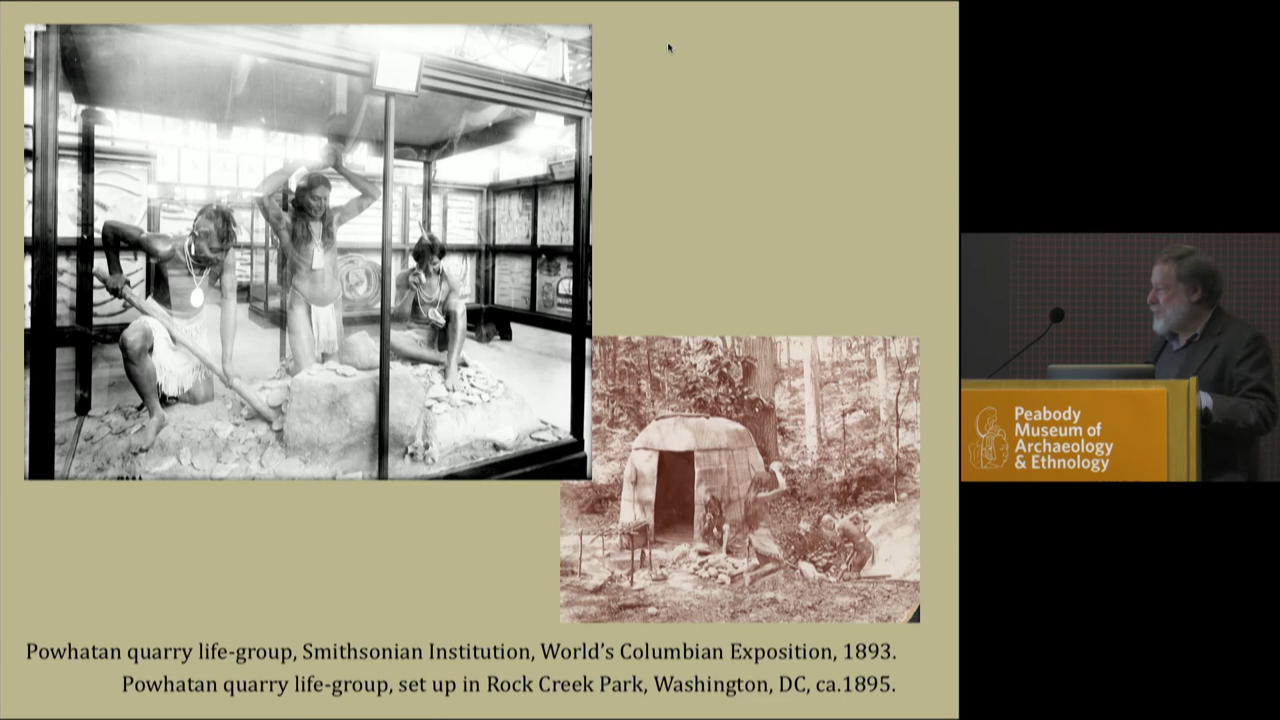 Powhatan quarry life-group, Smithsonian Institution, World’s Columbian Exposition, 1893.
Powhatan quarry life-group, set up in Rock Creek Park, Washington, DC, ca.1895.
Peabody
Museum of
Archaeology
& Ethnology